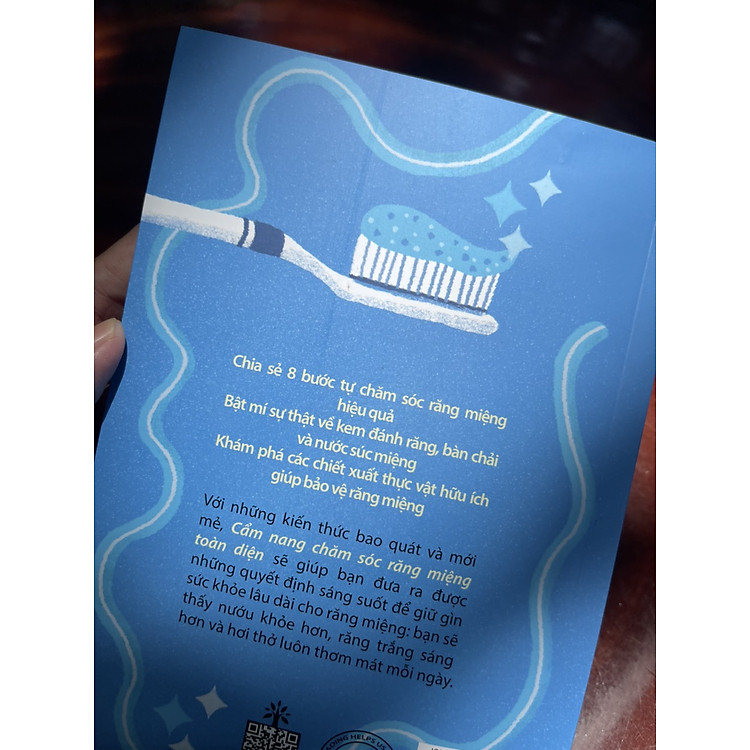 Chia sẻ 8 bước tự chăm sóc răng miệng
hiệu quả
Bật mí sự thật về kem đánh răng, bàn chải
và nước súc miệng
Khám phá các chiết xuất thực vật hữu ích
giúp bảo vệ răng miệng
Với những kiến thức bao quát và mới
mẻ, Cẩm nang chăm sóc răng miệng
toàn diện sẽ giúp bạn đưa ra được
những quyết định sáng suốt để giữ gìn
sức khỏe lâu dài cho răng miệng: bạn sẽ
thấy nướu khỏe hơn, răng trắng sáng
hơn và hơi thở luôn thơm mát mỗi ngày.
HELPS